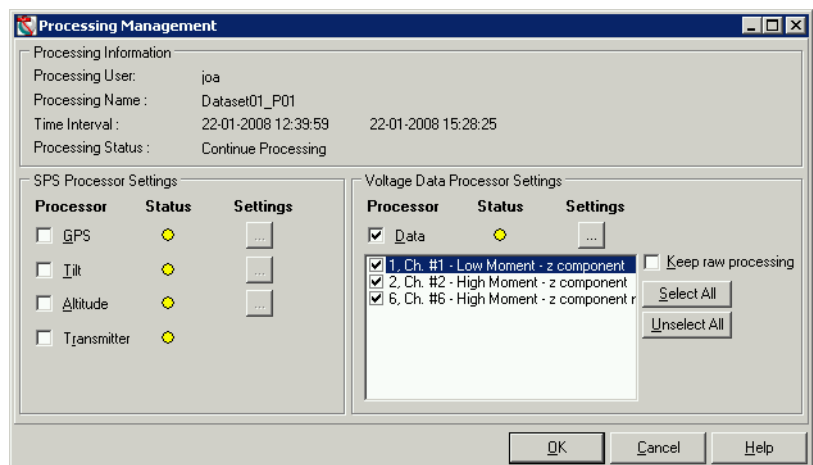 Processing Management
Processing Information
Processing User: joa
Processing Name : Dataset01_P01
Time Interval : 22-01-2008 12:39:59 22-01-2008 15:28:25
Processing Status : Continue Processing
SPS Processor Settings
Processor Status Settings
GPS ...
Tilt ...
Altitude ...
Transmitter
Voltage Data Processor Settings
Processor Status Settings
Data ...
1, Ch. #1 - Low Moment - z component
2, Ch. #2 - High Moment - z component
6, Ch. #6 - High Moment - z component r
Keep raw processing
Select All
Unselect All
OK Cancel Help